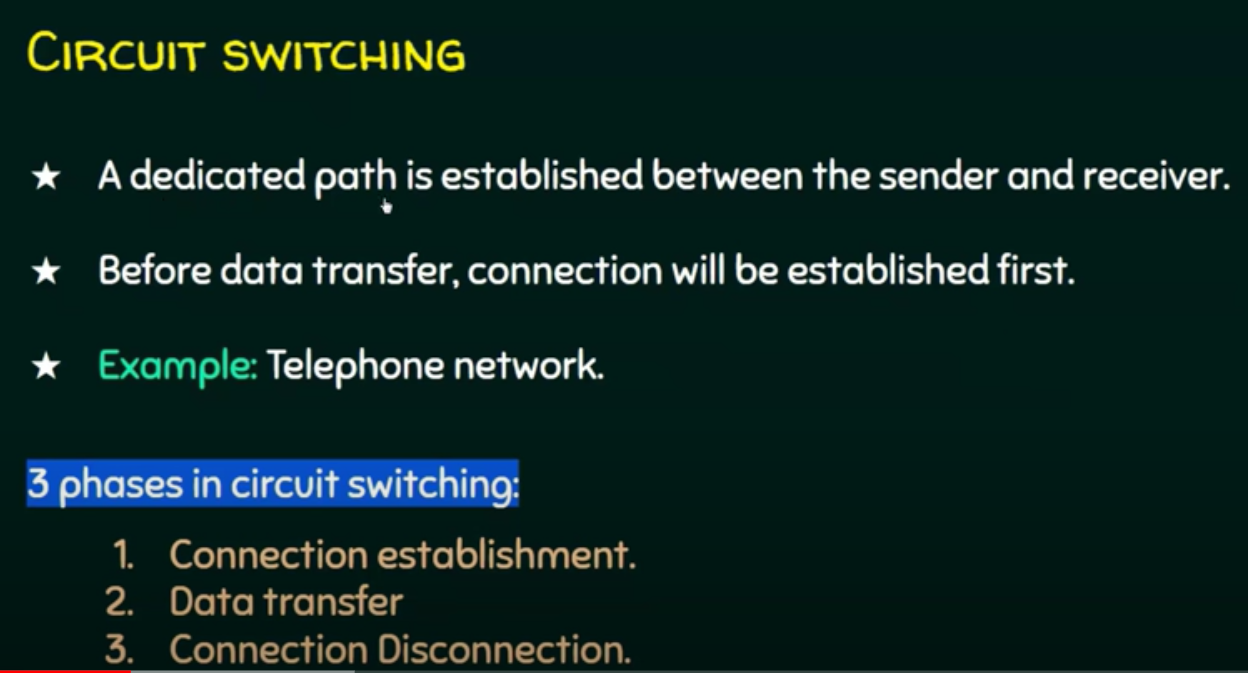 CIRCUIT SWITCHING
★ A dedicated path is established between the sender and receiver.
★ Before data transfer, connection will be established first.
★ Example: Telephone network.
3 phases in circuit switching:
1. Connection establishment.
2. Data transfer
3. Connection Disconnection.